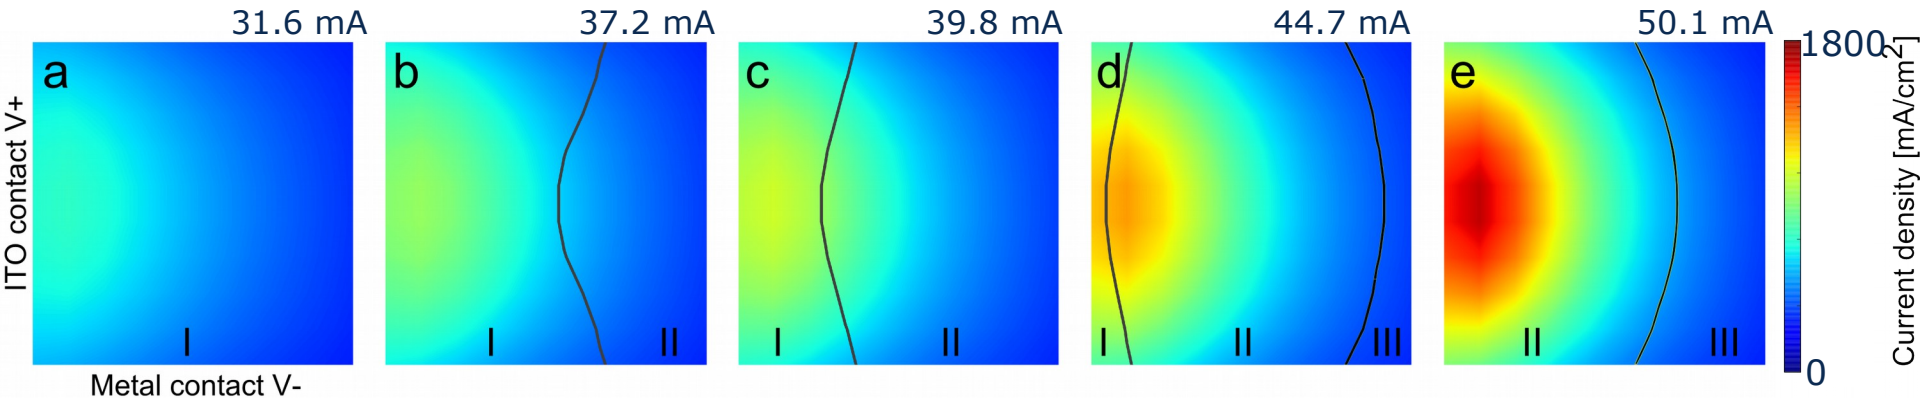 31.6 mA
37.2 mA
39.8 mA
44.7 mA
50.1 mA
a
b
c
d
e
ITO contact V+
Metal contact V-
I
I
II
I
II
I
II
III
II
III
1800
0
Current density [mA/cm²]